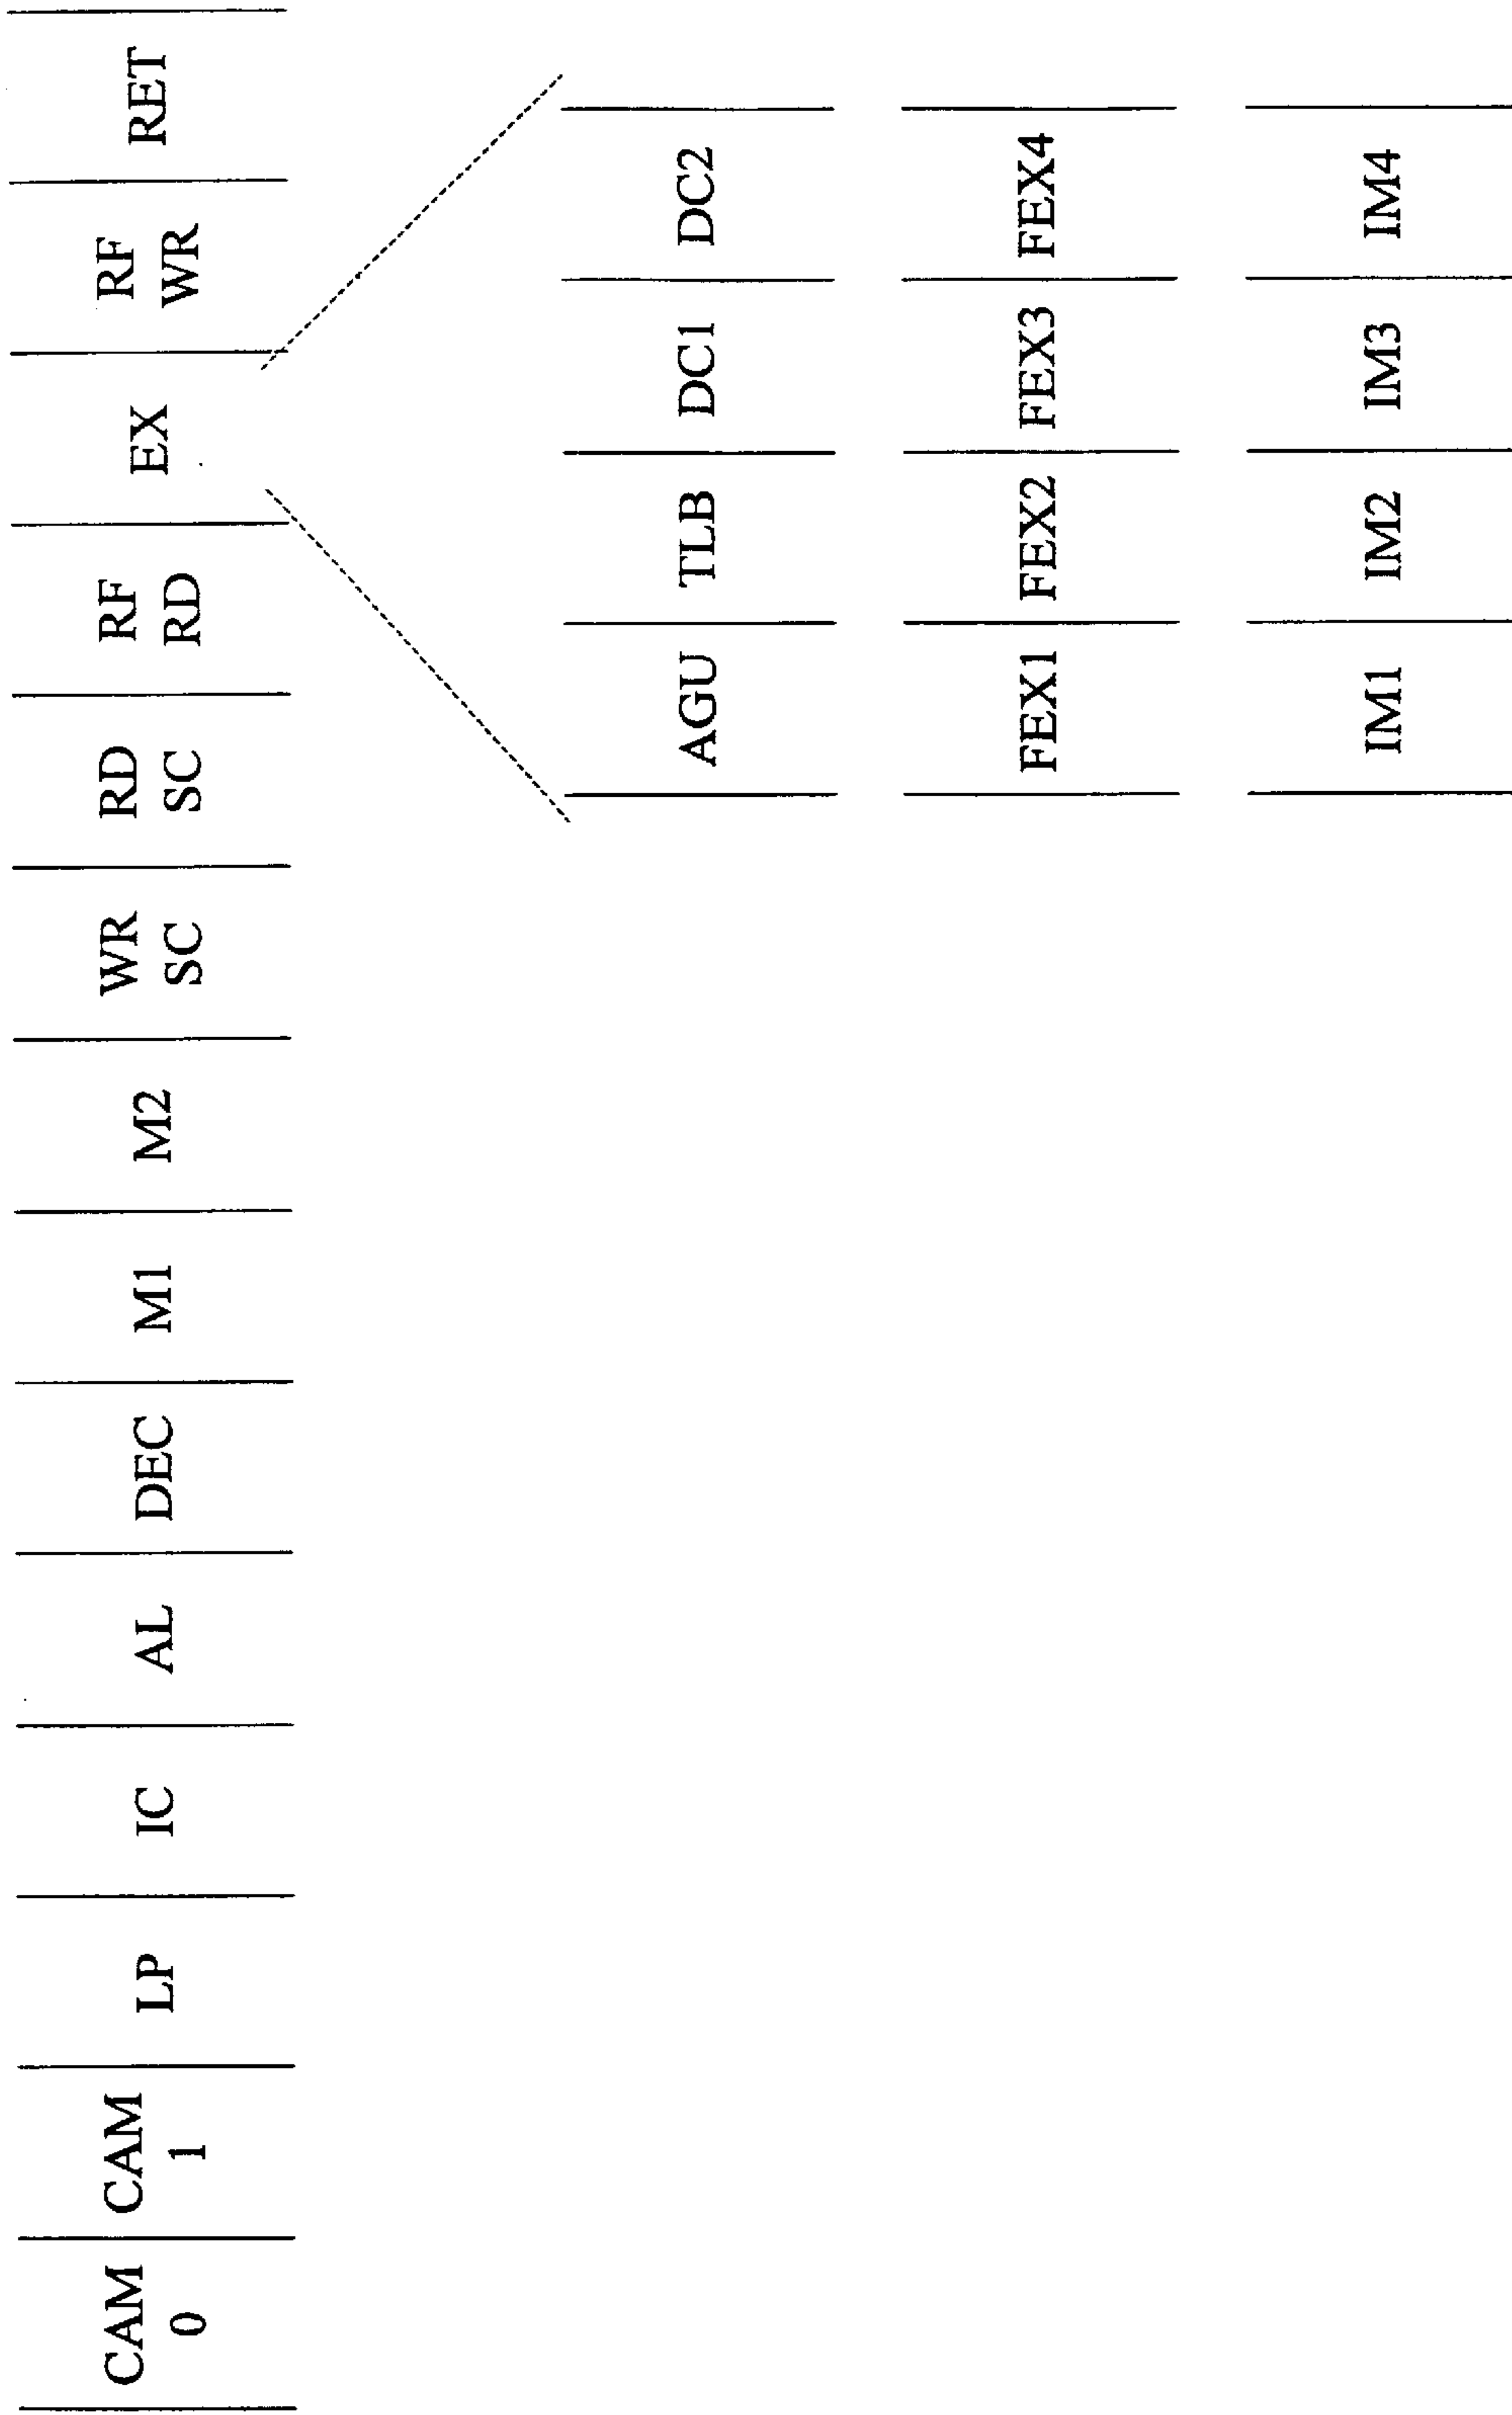 CAM 0
CAM 1
LP
IC
AL
DEC
M1
M2
WR SC
RD SC
RF RD
EX
RF WR
RET
AGU
TLB
DC1
DC2
FEX1
FEX2
FEX3
FEX4
IM1
IM2
IM3
IM4